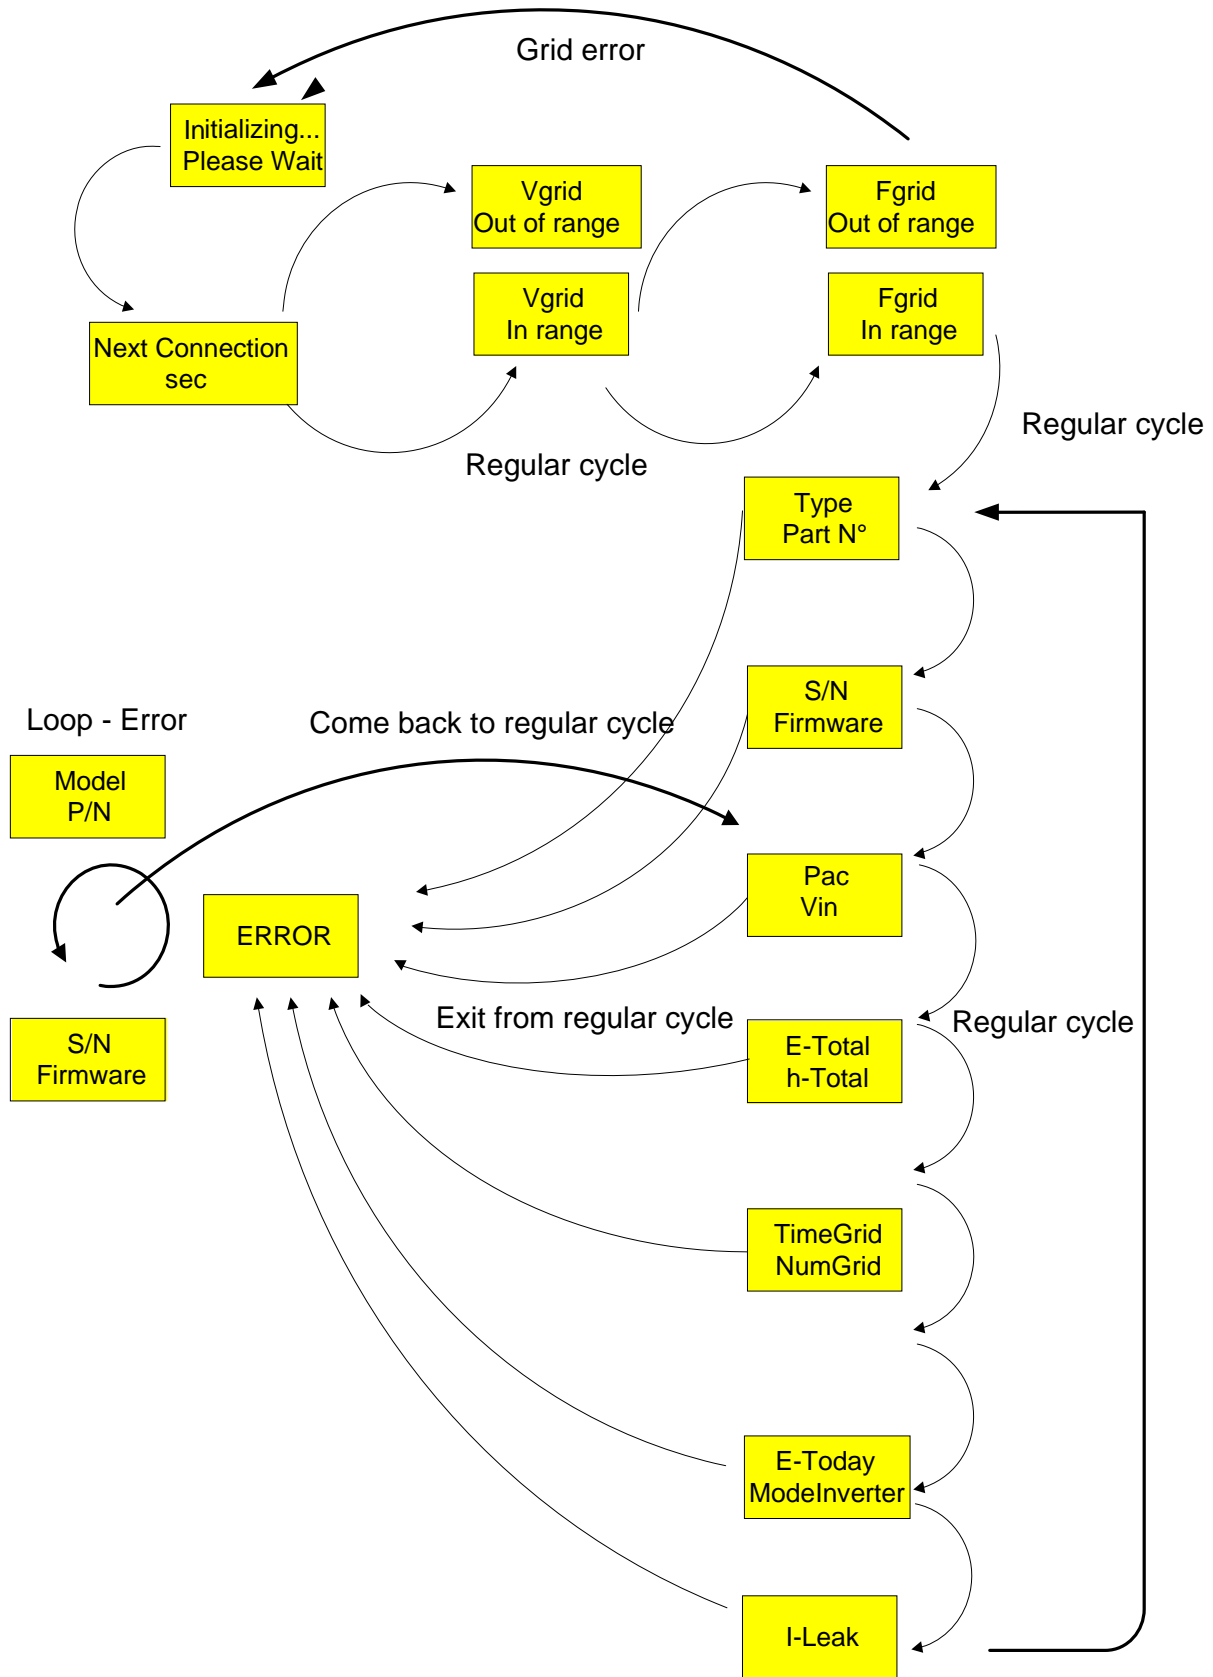 Grid error
Initializing...
Please Wait
Vgrid
Out of range
Fgrid
Out of range
Vgrid
In range
Fgrid
In range
Next Connection
sec
Regular cycle
Regular cycle
Type
Part N°
S/N
Firmware
Loop - Error
Come back to regular cycle
Model
P/N
Pac
Vin
ERROR
Exit from regular cycle
Regular cycle
S/N
Firmware
E-Total
h-Total
TimeGrid
NumGrid
E-Today
ModeInverter
I-Leak